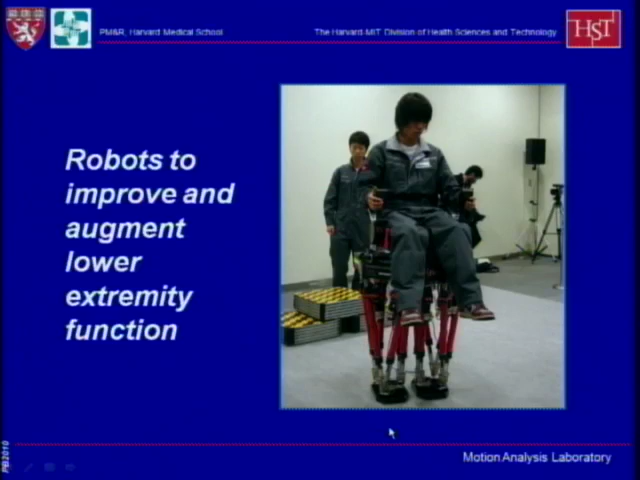 PM&R, Harvard Medical School
The Harvard-MIT Division of Health Sciences and Technology
HST
Robots to
improve and
augment
lower
extremity
function
Motion Analysis Laboratory
PB2010